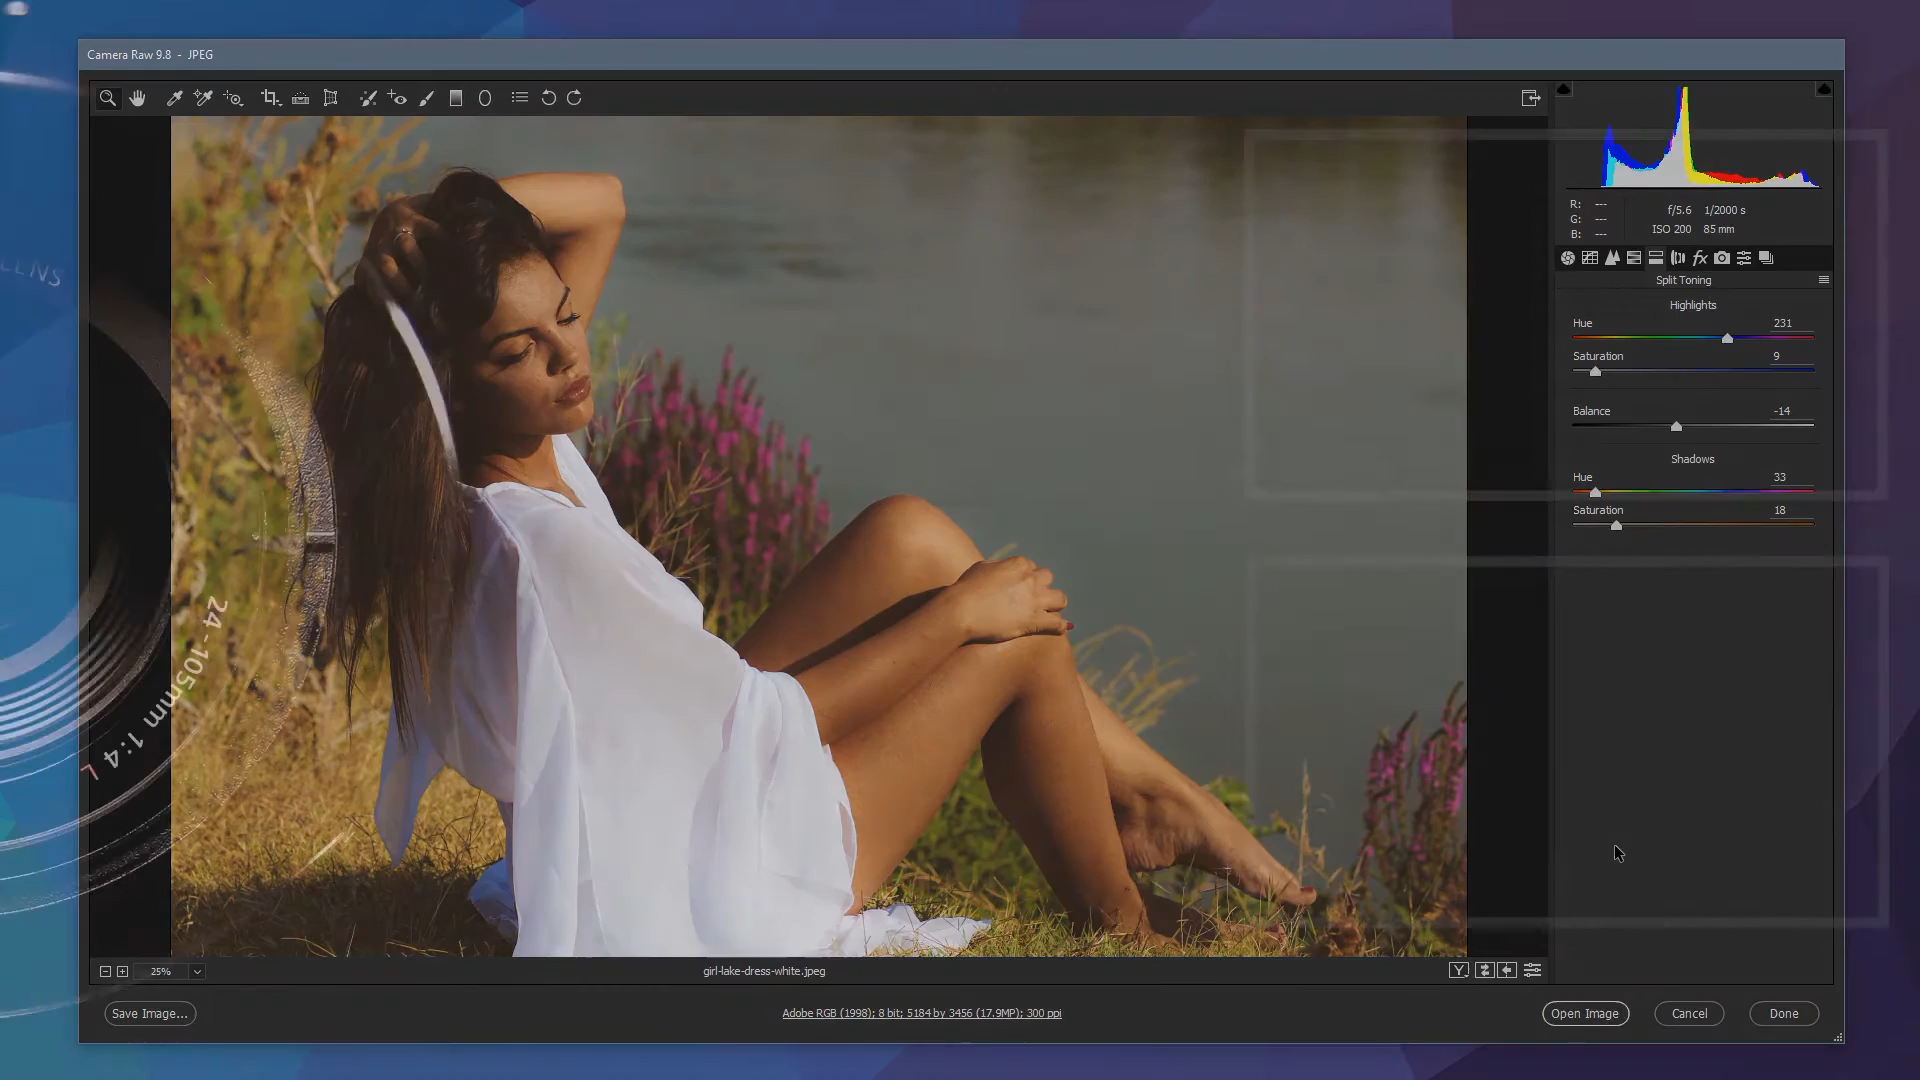 Camera Raw 9.8 - JPEG
R: ---
G: ---
B: ---
f/5.6 1/2000 s
ISO 200 85 mm
Split Toning
Highlights
Hue 231
Saturation 9
Balance -14
Shadows
Hue 33
Saturation 18
LENS
24-105mm 1:4 L
25%
girl-lake-dress-white.jpeg
Save Image...
Adobe RGB (1998); 8 bit; 5184 by 3456 (17.9MP); 300 ppi
Open Image
Cancel
Done